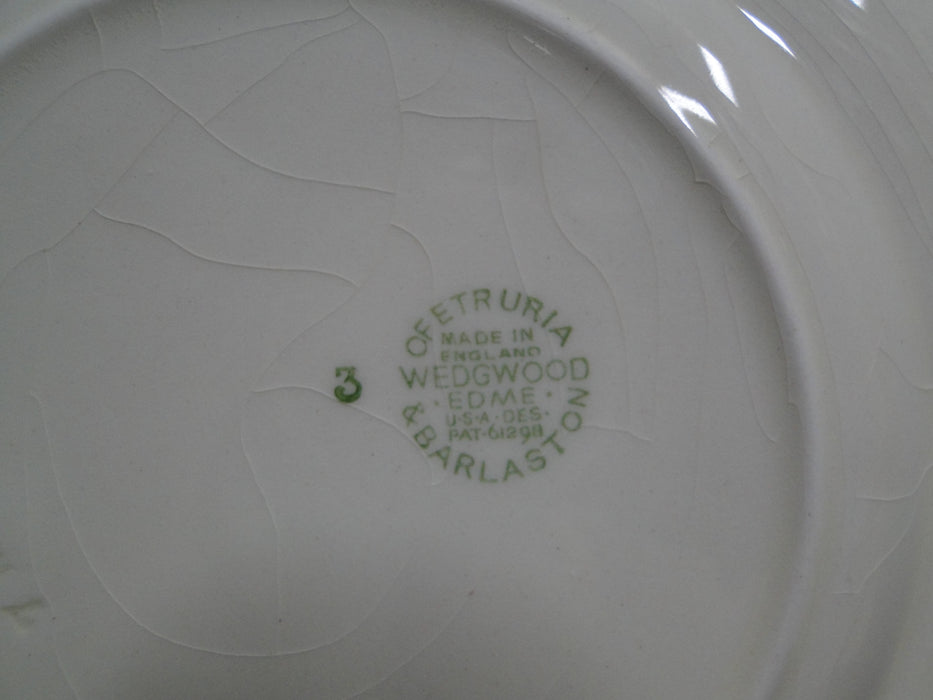 OF ETRURIA
MADE IN
ENGLAND
WEDGWOOD
·EDME·
U·S·A·DES·
PAT·61298
& BARLASTON
3